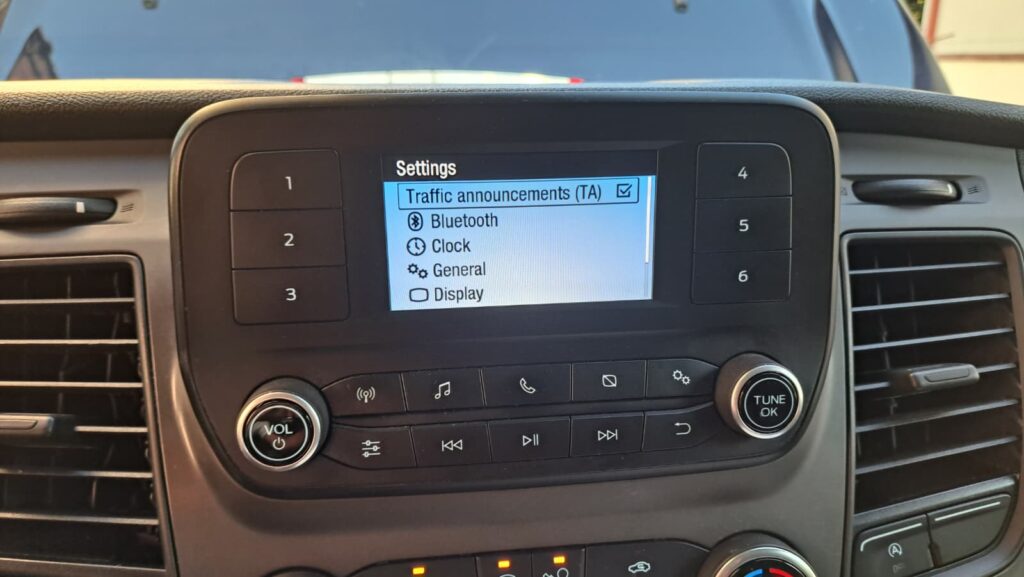 Settings
Traffic announcements (TA)
Bluetooth
Clock
General
Display
1
2
3
4
5
6
VOL
TUNE
OK